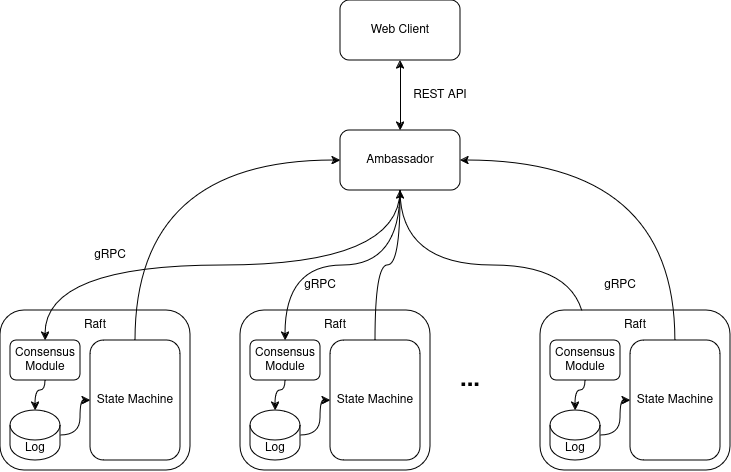 Web Client
REST API
Ambassador
gRPC
gRPC
gRPC
Raft
Raft
Raft
Consensus
Module
State Machine
Log
Consensus
Module
State Machine
Log
...
Consensus
Module
State Machine
Log